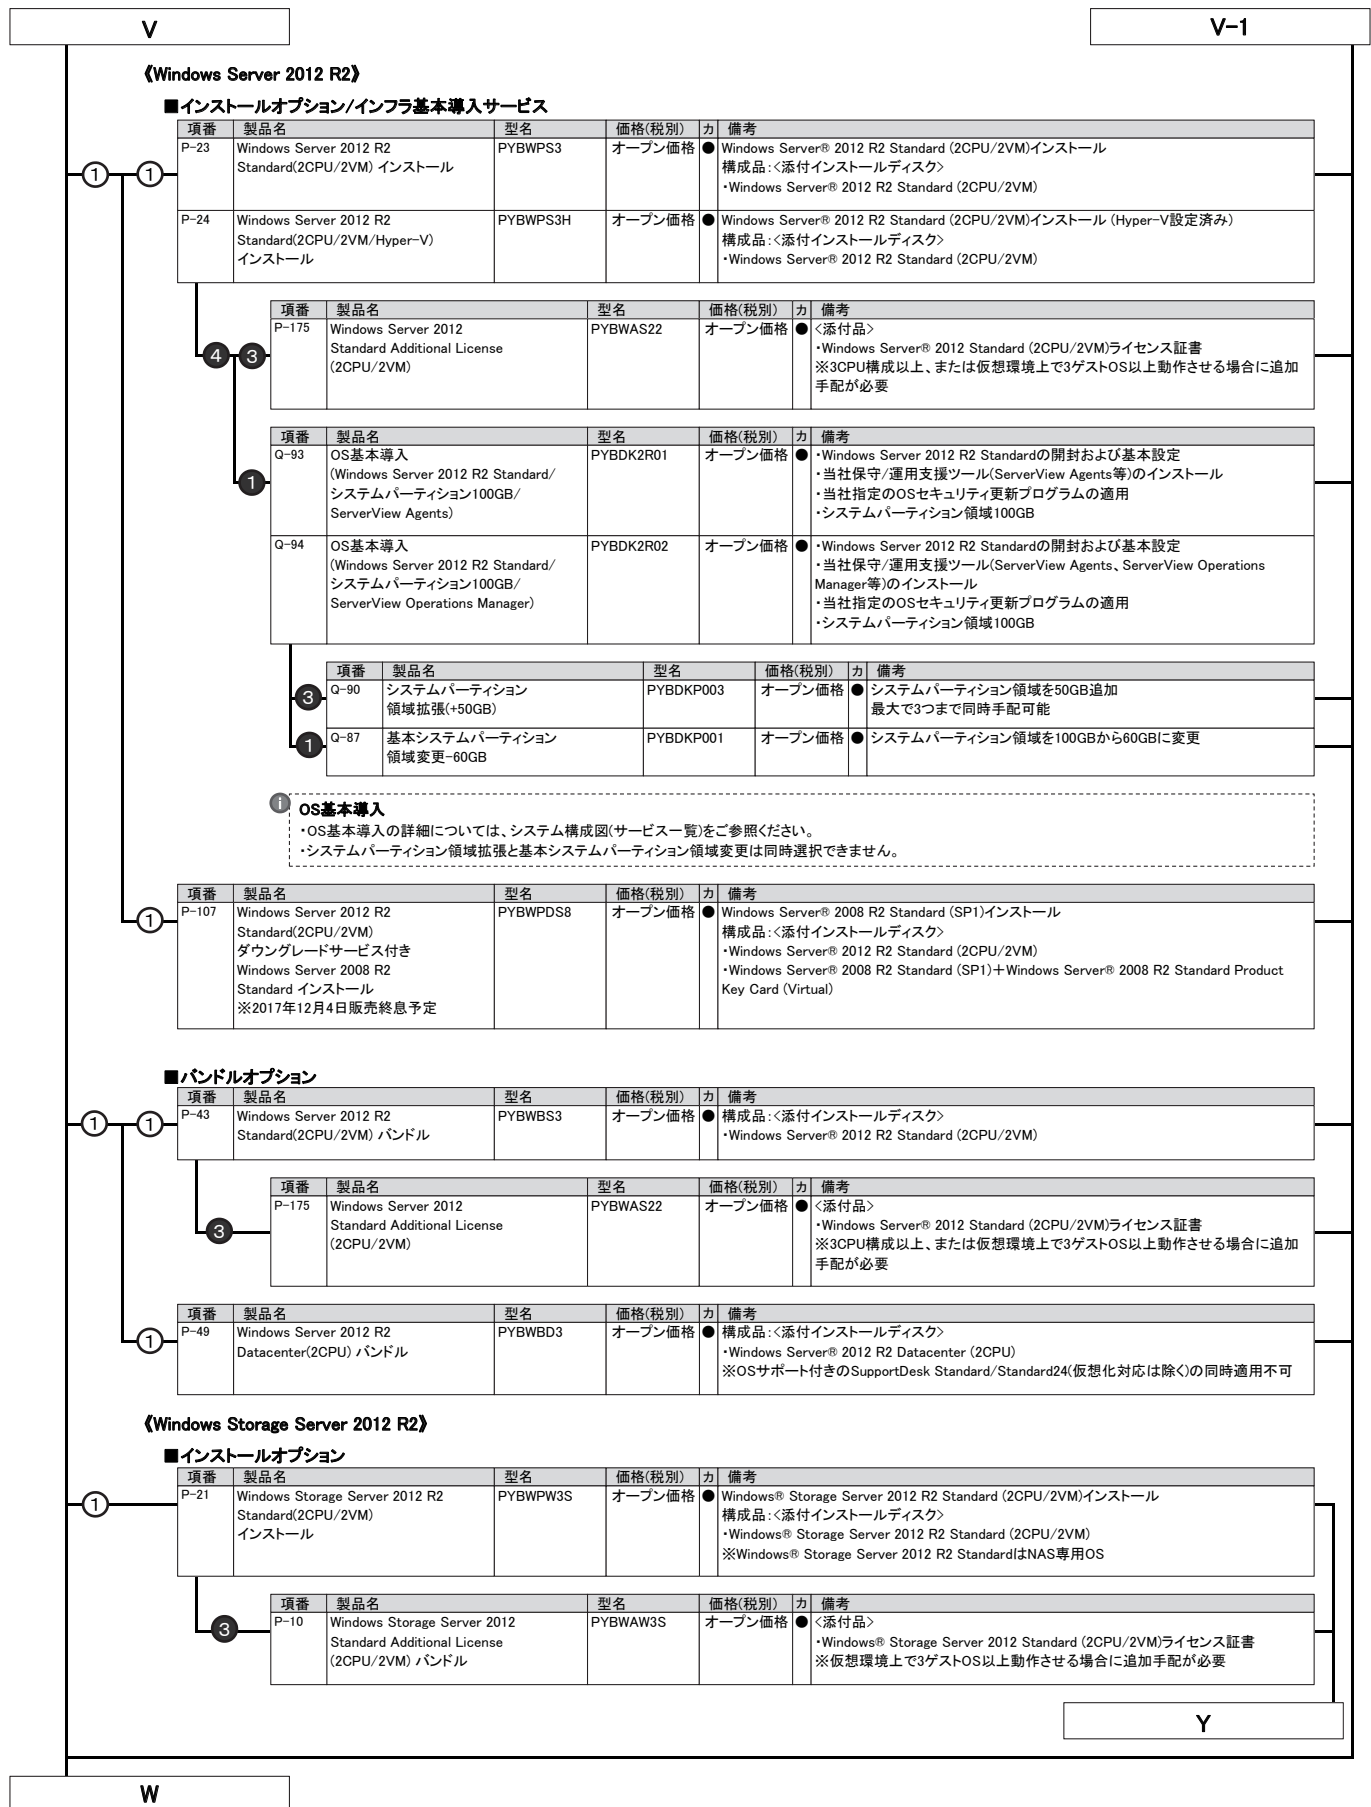 V
V-1
《Windows Server 2012 R2》
■インストールオプション/インフラ基本導入サービス
項番 製品名 型名 価格(税別) カ 備考
P-23 Windows Server 2012 R2 PYBWPS3 オープン価格 ● Windows Server® 2012 R2 Standard (2CPU/2VM)インストール
Standard(2CPU/2VM) インストール 構成品:<添付インストールディスク>
・Windows Server® 2012 R2 Standard (2CPU/2VM)
① ①
P-24 Windows Server 2012 R2 PYBWPS3H オープン価格 ● Windows Server® 2012 R2 Standard (2CPU/2VM)インストール (Hyper-V設定済み)
Standard(2CPU/2VM/Hyper-V) 構成品:<添付インストールディスク>
インストール ・Windows Server® 2012 R2 Standard (2CPU/2VM)
項番 製品名 型名 価格(税別) カ 備考
P-175 Windows Server 2012 PYBWAS22 オープン価格 ● <添付品>
Standard Additional License ・Windows Server® 2012 Standard (2CPU/2VM)ライセンス証書
④ ③ (2CPU/2VM) ※3CPU構成以上、または仮想環境上で3ゲストOS以上動作させる場合に追加
手配が必要
項番 製品名 型名 価格(税別) カ 備考
Q-93 OS基本導入 PYBDK2R01 オープン価格 ● ・Windows Server 2012 R2 Standardの開封および基本設定
(Windows Server 2012 R2 Standard/ ・当社保守/運用支援ツール(ServerView Agents等)のインストール
① システムパーティション100GB/ ・当社指定のOSセキュリティ更新プログラムの適用
ServerView Agents) ・システムパーティション領域100GB
Q-94 OS基本導入 PYBDK2R02 オープン価格 ● ・Windows Server 2012 R2 Standardの開封および基本設定
(Windows Server 2012 R2 Standard/ ・当社保守/運用支援ツール(ServerView Agents、ServerView Operations
システムパーティション100GB/ Manager等)のインストール
ServerView Operations Manager) ・当社指定のOSセキュリティ更新プログラムの適用
・システムパーティション領域100GB
項番 製品名 型名 価格(税別) カ 備考
③ Q-90 システムパーティション PYBDKP003 オープン価格 ● システムパーティション領域を50GB追加
領域拡張(+50GB) 最大で3つまで同時手配可能
① Q-87 基本システムパーティション PYBDKP001 オープン価格 ● システムパーティション領域を100GBから60GBに変更
領域変更-60GB
i OS基本導入
・OS基本導入の詳細については、システム構成図(サービス一覧)をご参照ください。
・システムパーティション領域拡張と基本システムパーティション領域変更は同時選択できません。
項番 製品名 型名 価格(税別) カ 備考
① P-107 Windows Server 2012 R2 PYBWPDS8 オープン価格 ● Windows Server® 2008 R2 Standard (SP1)インストール
Standard(2CPU/2VM) 構成品:<添付インストールディスク>
ダウングレードサービス付き ・Windows Server® 2012 R2 Standard (2CPU/2VM)
Windows Server 2008 R2 ・Windows Server® 2008 R2 Standard (SP1)+Windows Server® 2008 R2 Standard Product
Standard インストール Key Card (Virtual)
※2017年12月4日販売終息予定
■バンドルオプション
項番 製品名 型名 価格(税別) カ 備考
① ① P-43 Windows Server 2012 R2 PYBWBS3 オープン価格 ● 構成品:<添付インストールディスク>
Standard(2CPU/2VM) バンドル ・Windows Server® 2012 R2 Standard (2CPU/2VM)
項番 製品名 型名 価格(税別) カ 備考
P-175 Windows Server 2012 PYBWAS22 オープン価格 ● <添付品>
③ Standard Additional License ・Windows Server® 2012 Standard (2CPU/2VM)ライセンス証書
(2CPU/2VM) ※3CPU構成以上、または仮想環境上で3ゲストOS以上動作させる場合に追加
手配が必要
項番 製品名 型名 価格(税別) カ 備考
① P-49 Windows Server 2012 R2 PYBWBD3 オープン価格 ● 構成品:<添付インストールディスク>
Datacenter(2CPU) バンドル ・Windows Server® 2012 R2 Datacenter (2CPU)
※OSサポート付きのSupportDesk Standard/Standard24(仮想化対応は除く)の同時適用不可
《Windows Storage Server 2012 R2》
■インストールオプション
項番 製品名 型名 価格(税別) カ 備考
① P-21 Windows Storage Server 2012 R2 PYBWPW3S オープン価格 ● Windows® Storage Server 2012 R2 Standard (2CPU/2VM)インストール
Standard(2CPU/2VM) 構成品:<添付インストールディスク>
インストール ・Windows® Storage Server 2012 R2 Standard (2CPU/2VM)
※Windows® Storage Server 2012 R2 StandardはNAS専用OS
項番 製品名 型名 価格(税別) カ 備考
③ P-10 Windows Storage Server 2012 PYBWAW3S オープン価格 ● <添付品>
Standard Additional License ・Windows® Storage Server 2012 Standard (2CPU/2VM)ライセンス証書
(2CPU/2VM) バンドル ※仮想環境上で3ゲストOS以上動作させる場合に追加手配が必要
Y
W